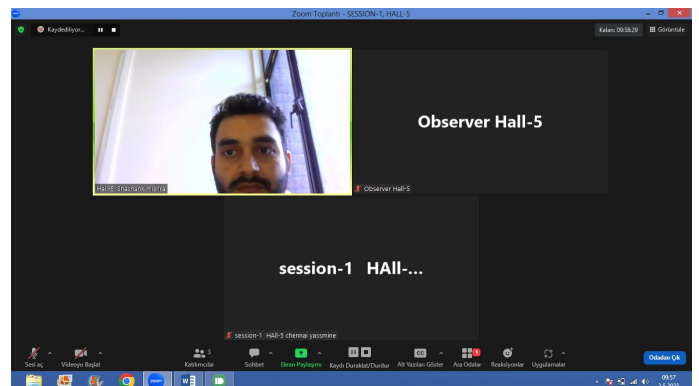 Zoom Toplantı - SESSION-1, HALL-5
Kaydediliyor...
Kalan: 09:58:29
Görüntüle
Observer Hall-5
Observer Hall-5
session-1 HAll-...
session-1 HAll-5 chennai yassmine
3
Sesi aç
Videoyu Başlat
Katılımcılar
Sohbet
Ekran Paylaşımı
Kaydı Duraklat/Durdur
Alt Yazıları Göster
Ara Odalar
Reaksiyonlar
Uygulamalar
Odadan Çık
09:57